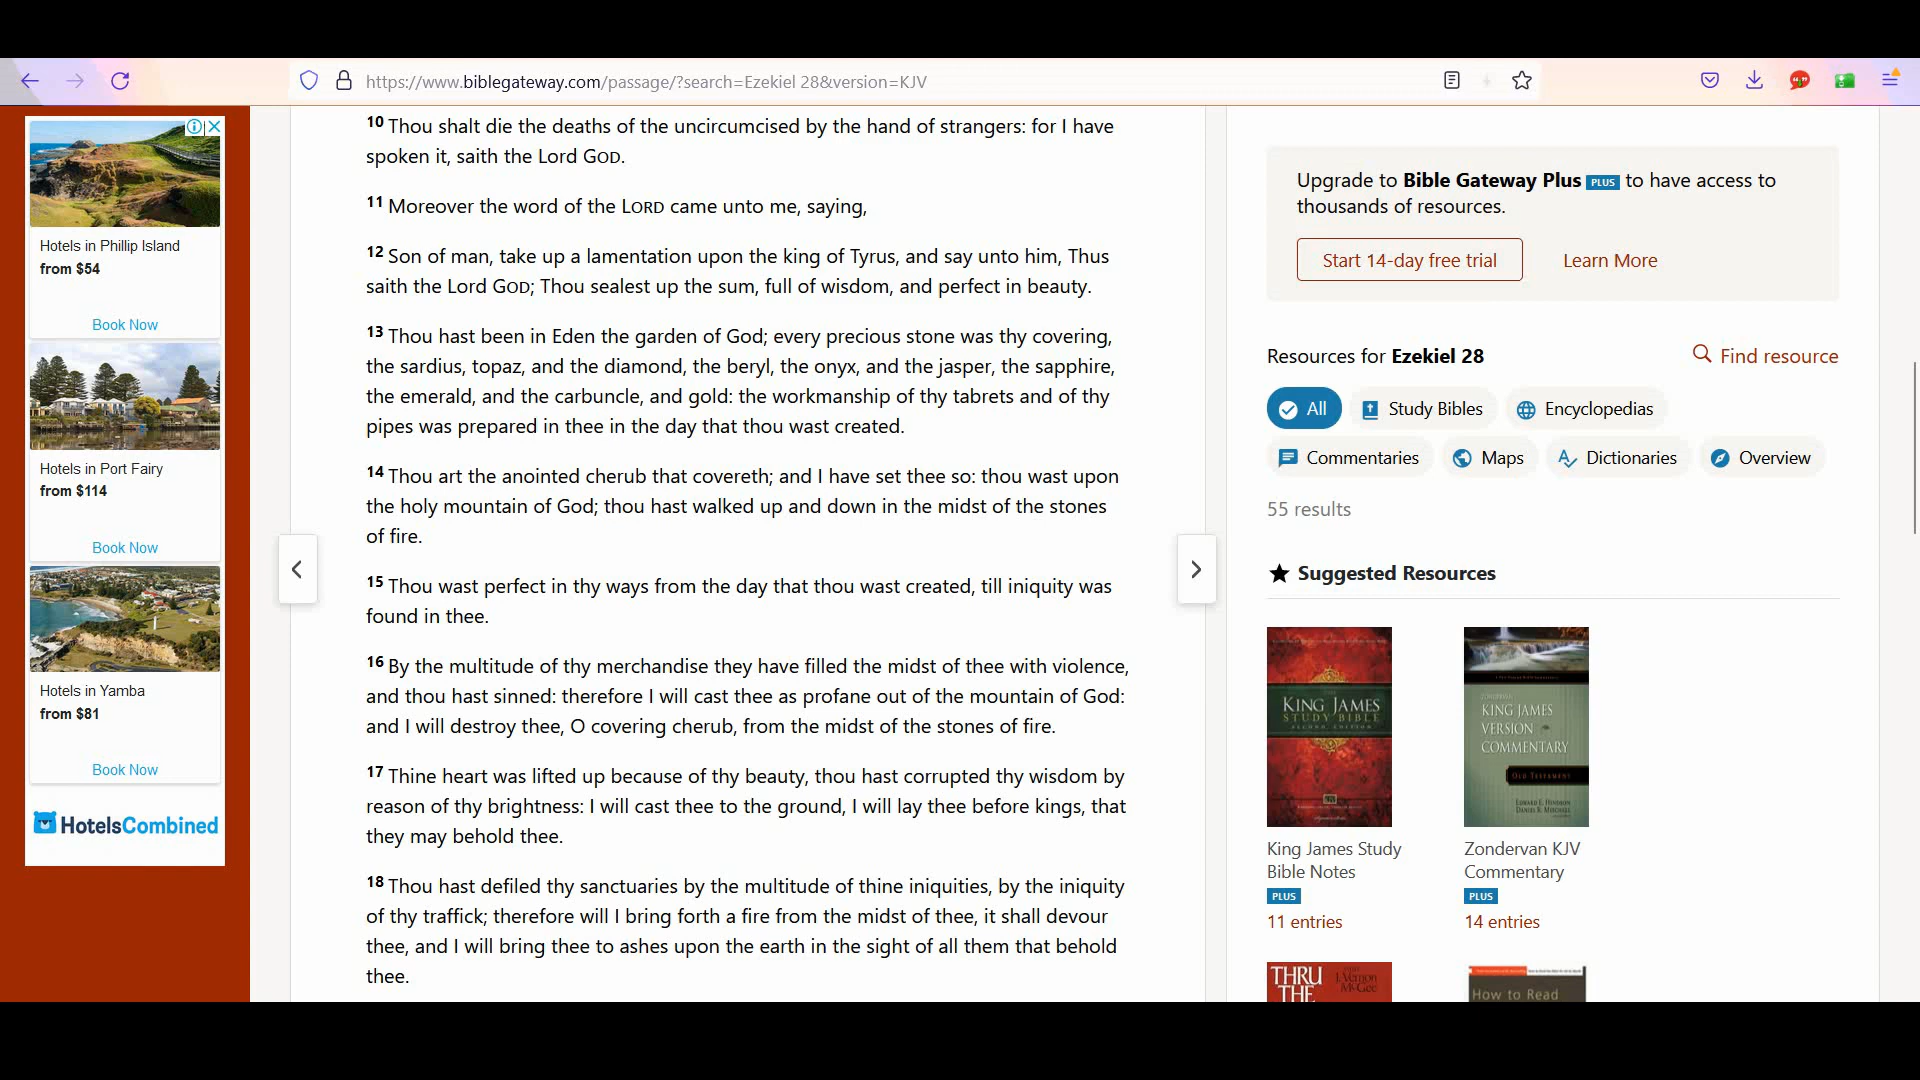 https://www.biblegateway.com/passage/?search=Ezekiel 28&version=KJV
Hotels in Phillip Island
from $54
Book Now
Hotels in Port Fairy
from $114
Book Now
Hotels in Yamba
from $81
Book Now
HotelsCombined
10 Thou shalt die the deaths of the uncircumcised by the hand of strangers: for I have
spoken it, saith the Lord GOD.
11 Moreover the word of the LORD came unto me, saying,
12 Son of man, take up a lamentation upon the king of Tyrus, and say unto him, Thus
saith the Lord GOD; Thou sealest up the sum, full of wisdom, and perfect in beauty.
13 Thou hast been in Eden the garden of God; every precious stone was thy covering,
the sardius, topaz, and the diamond, the beryl, the onyx, and the jasper, the sapphire,
the emerald, and the carbuncle, and gold: the workmanship of thy tabrets and of thy
pipes was prepared in thee in the day that thou wast created.
14 Thou art the anointed cherub that covereth; and I have set thee so: thou wast upon
the holy mountain of God; thou hast walked up and down in the midst of the stones
of fire.
15 Thou wast perfect in thy ways from the day that thou wast created, till iniquity was
found in thee.
16 By the multitude of thy merchandise they have filled the midst of thee with violence,
and thou hast sinned: therefore I will cast thee as profane out of the mountain of God:
and I will destroy thee, O covering cherub, from the midst of the stones of fire.
17 Thine heart was lifted up because of thy beauty, thou hast corrupted thy wisdom by
reason of thy brightness: I will cast thee to the ground, I will lay thee before kings, that
they may behold thee.
18 Thou hast defiled thy sanctuaries by the multitude of thine iniquities, by the iniquity
of thy traffick; therefore will I bring forth a fire from the midst of thee, it shall devour
thee, and I will bring thee to ashes upon the earth in the sight of all them that behold
thee.
Upgrade to Bible Gateway Plus PLUS to have access to
thousands of resources.
Start 14-day free trial
Learn More
Resources for Ezekiel 28
Find resource
All
Study Bibles
Encyclopedias
Commentaries
Maps
Dictionaries
Overview
55 results
Suggested Resources
KING JAMES
STUDY BIBLE
SECOND EDITION
ZONDERVAN
KING JAMES
VERSION
COMMENTARY
OLD TESTAMENT
King James Study
Bible Notes
PLUS
11 entries
Zondervan KJV
Commentary
PLUS
14 entries
THRU
THE
J. Vernon
McGee
How to Read